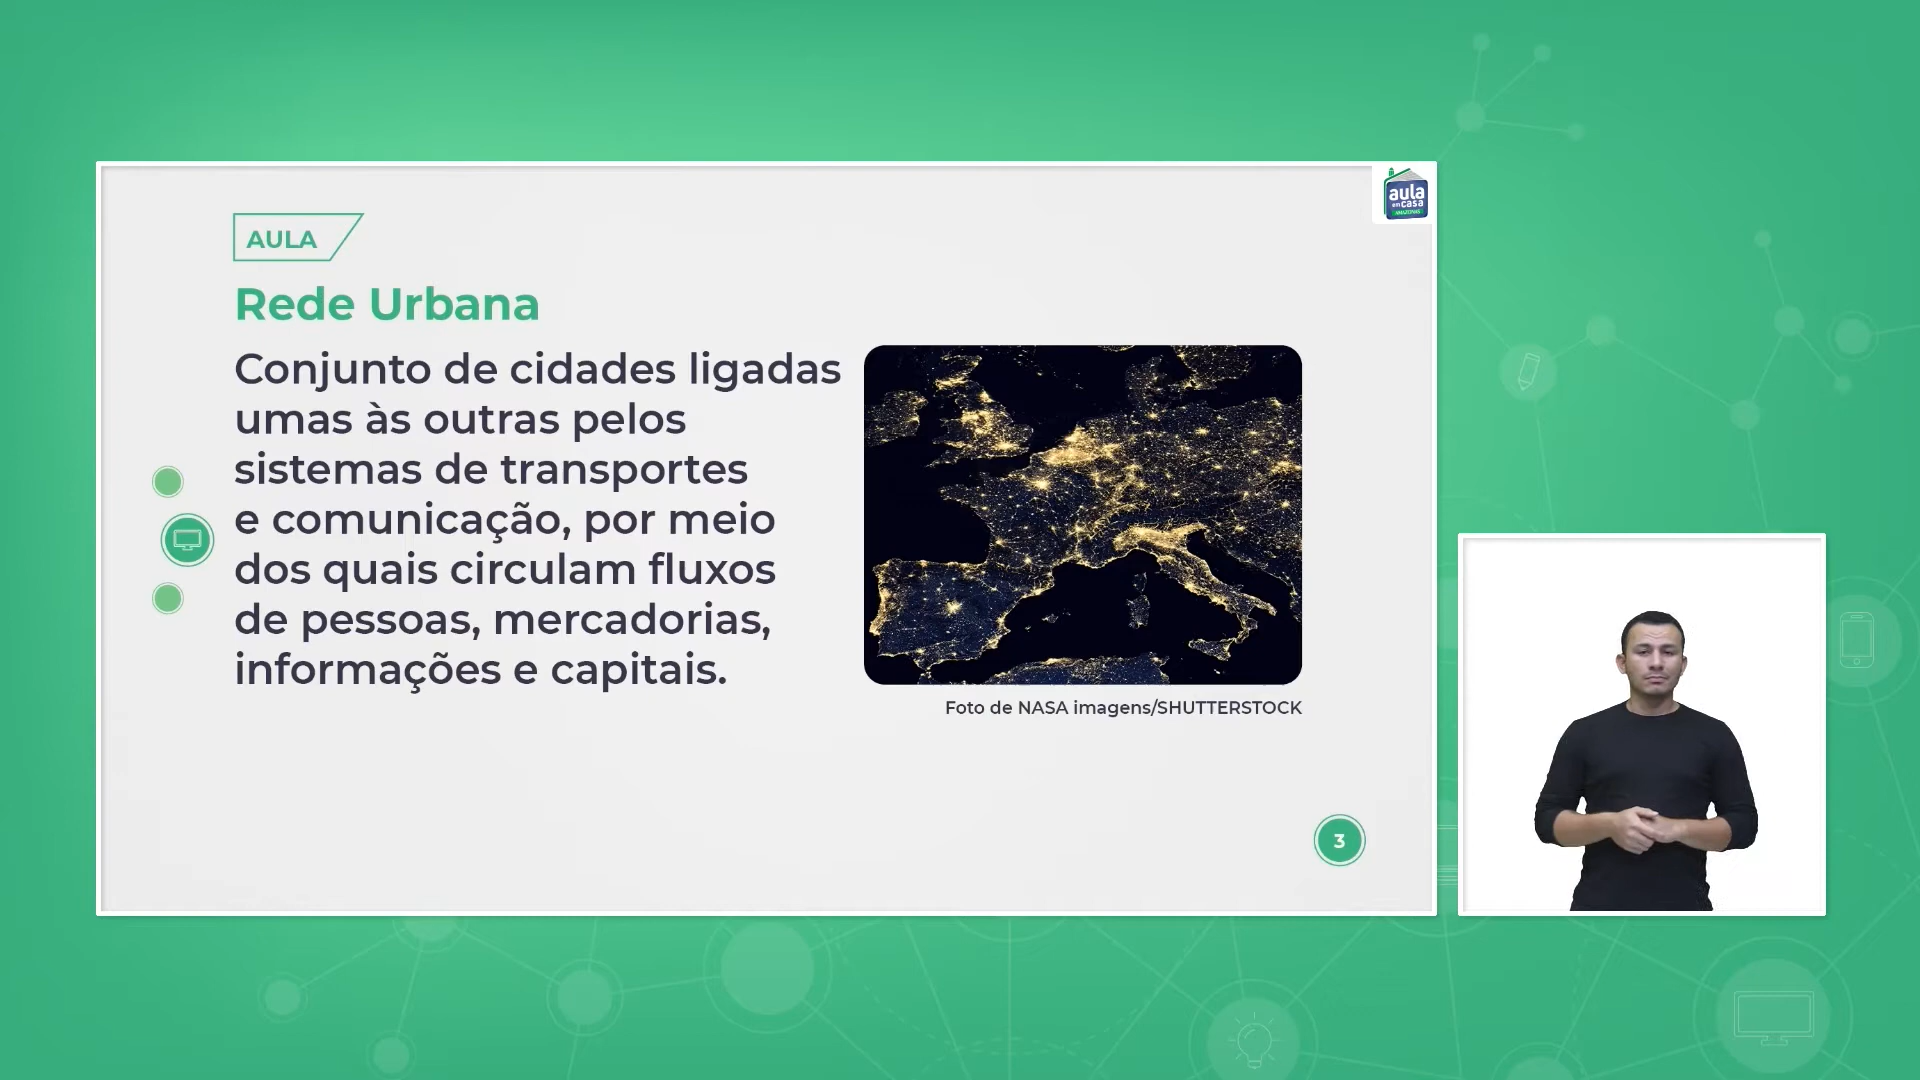 aula
em casa
AMAZONAS
AULA
Rede Urbana
Conjunto de cidades ligadas
umas às outras pelos
sistemas de transportes
e comunicação, por meio
dos quais circulam fluxos
de pessoas, mercadorias,
informações e capitais.
Foto de NASA imagens/SHUTTERSTOCK
3